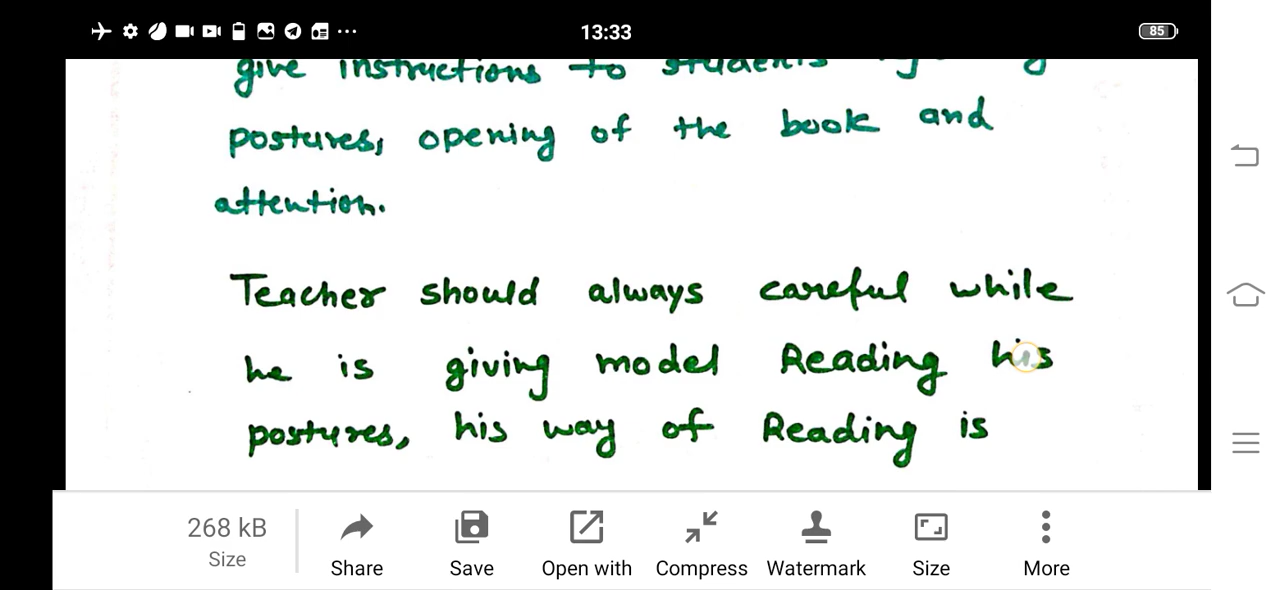 13:33
85
give instructions to students
postures, opening of the book and
attention.
Teacher should always careful while
he is giving model Reading his
postures, his way of Reading is
268 kB
Size
Share
Save
Open with
Compress
Watermark
Size
More